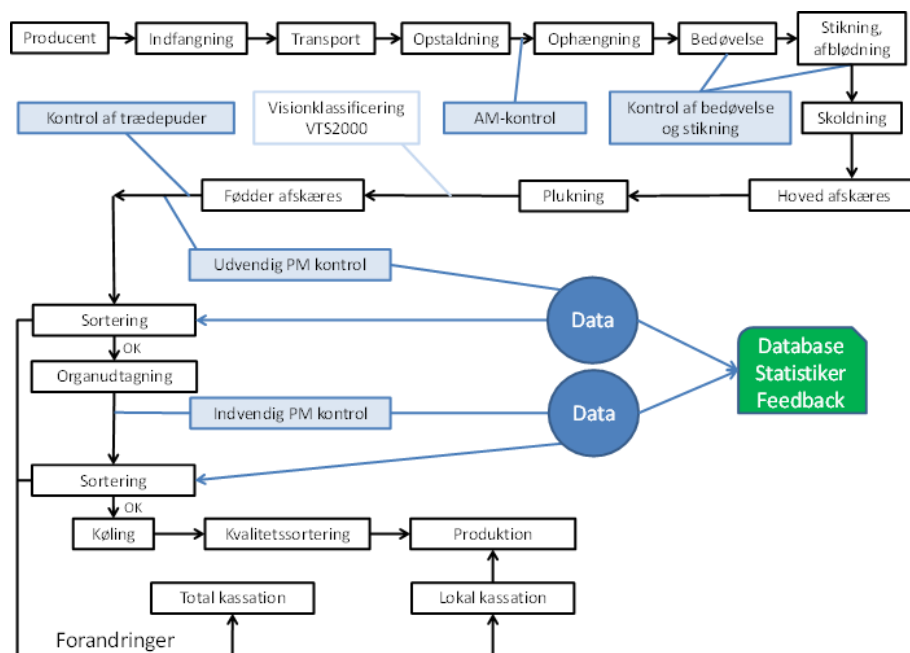 Producent
Indfangning
Transport
Opstaldning
Ophængning
Bedøvelse
Stikning,
afblødning
Kontrol af trædepuder
Visionklassificering
VTS2000
AM-kontrol
Kontrol af bedøvelse
og stikning
Skoldning
Fødder afskæres
Plukning
Hoved afskæres
Udvendig PM kontrol
Sortering
Data
OK
Database
Statistiker
Feedback
Organudtagning
Indvendig PM kontrol
Data
Sortering
OK
Køling
Kvalitetssortering
Produktion
Total kassation
Lokal kassation
Forandringer